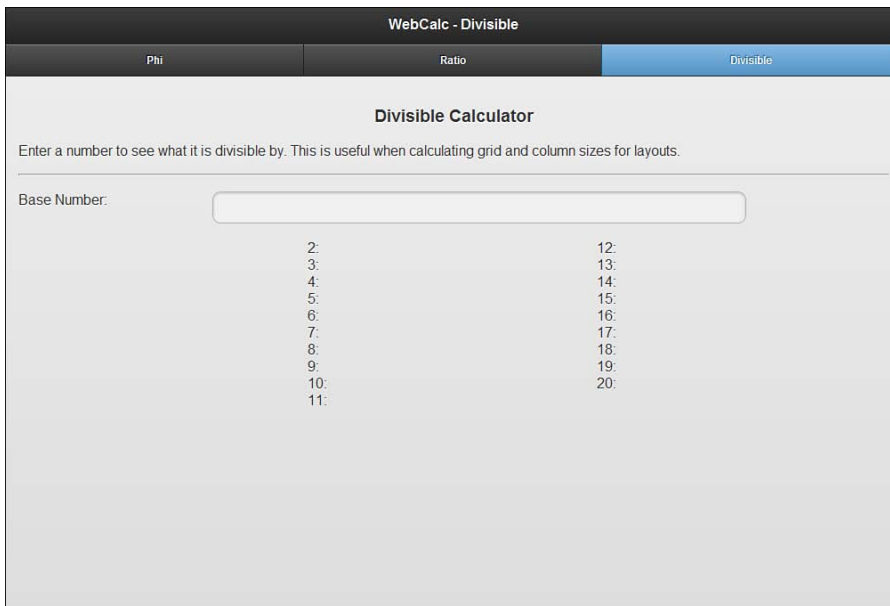 WebCalc - Divisible
Phi
Ratio
Divisible
Divisible Calculator
Enter a number to see what it is divisible by. This is useful when calculating grid and column sizes for layouts.
Base Number:
2:
3:
4:
5:
6:
7:
8:
9:
10:
11:
12:
13:
14:
15:
16:
17:
18:
19:
20: